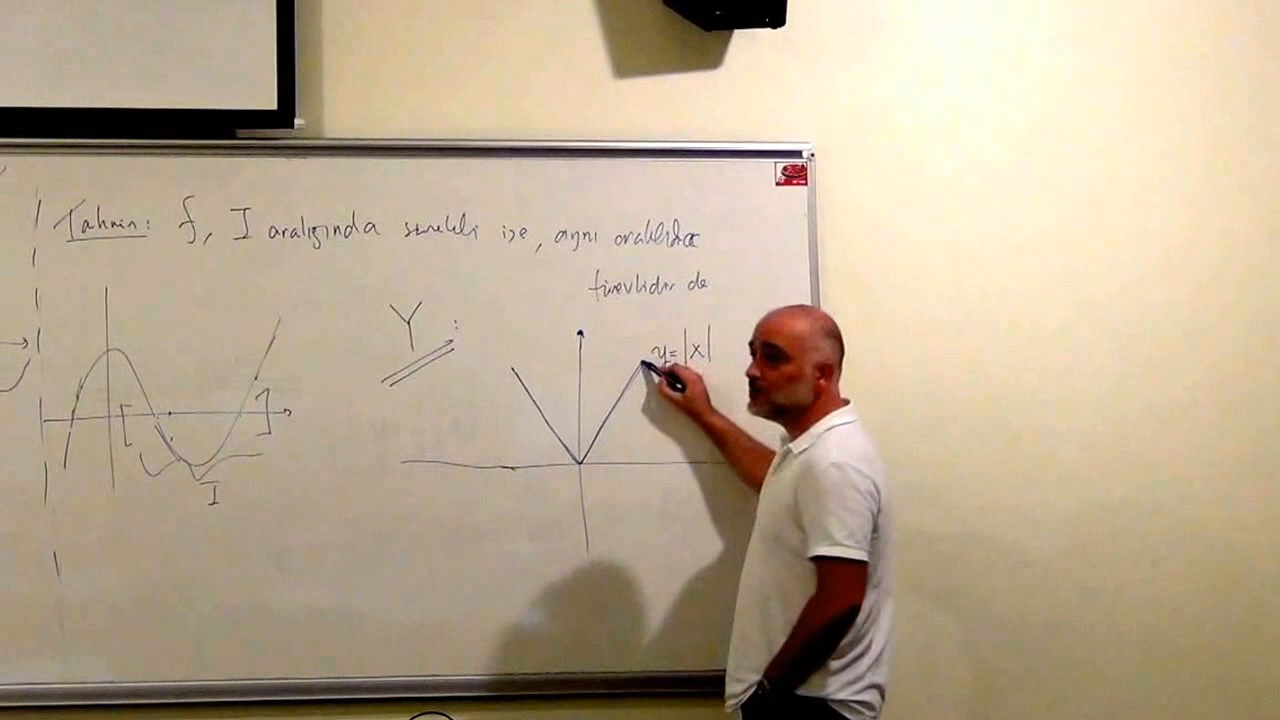 Tahmin: f, I aralığında sürekli ise, aynı aralıkta
türevlidir de
Y
y=|x|
I